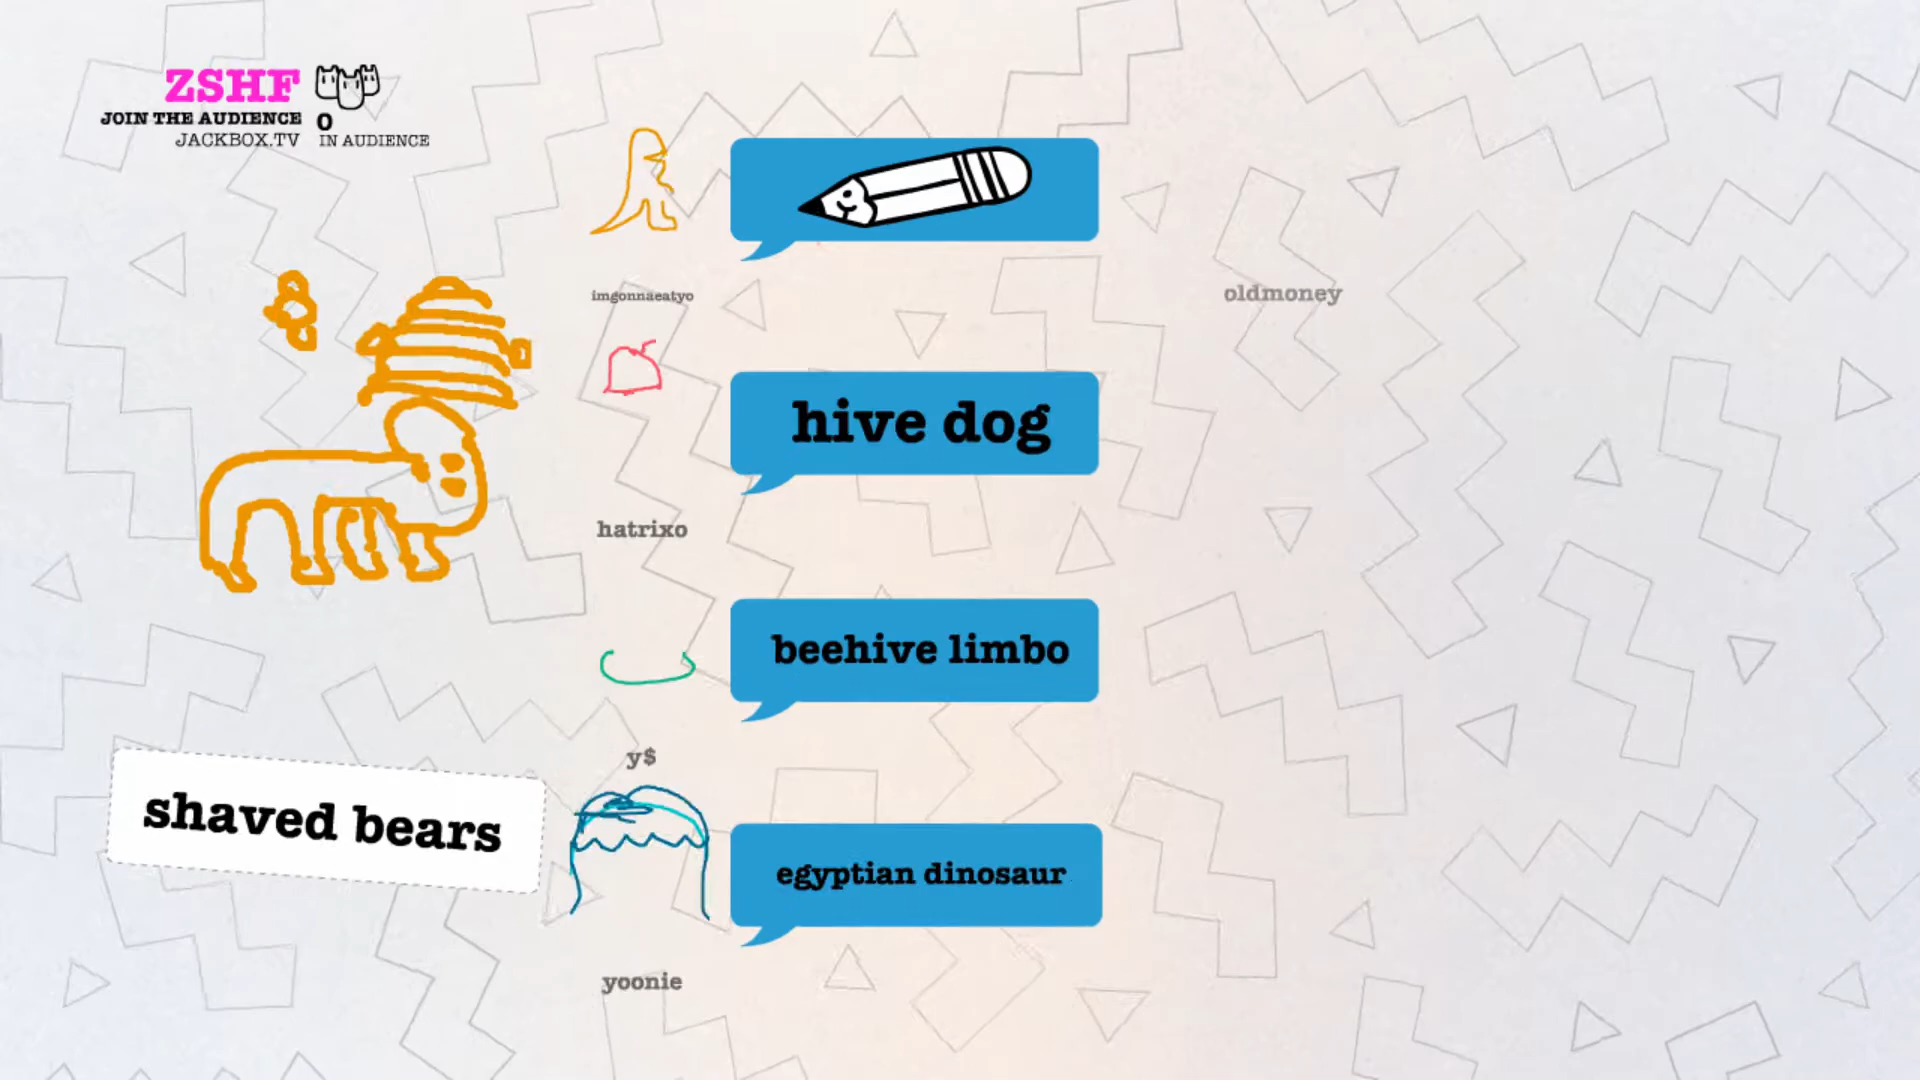 ZSHF
JOIN THE AUDIENCE
JACKBOX.TV
0
IN AUDIENCE
imgonnaeatyo
oldmoney
hive dog
hatrixo
beehive limbo
y$
shaved bears
egyptian dinosaur
yoonie